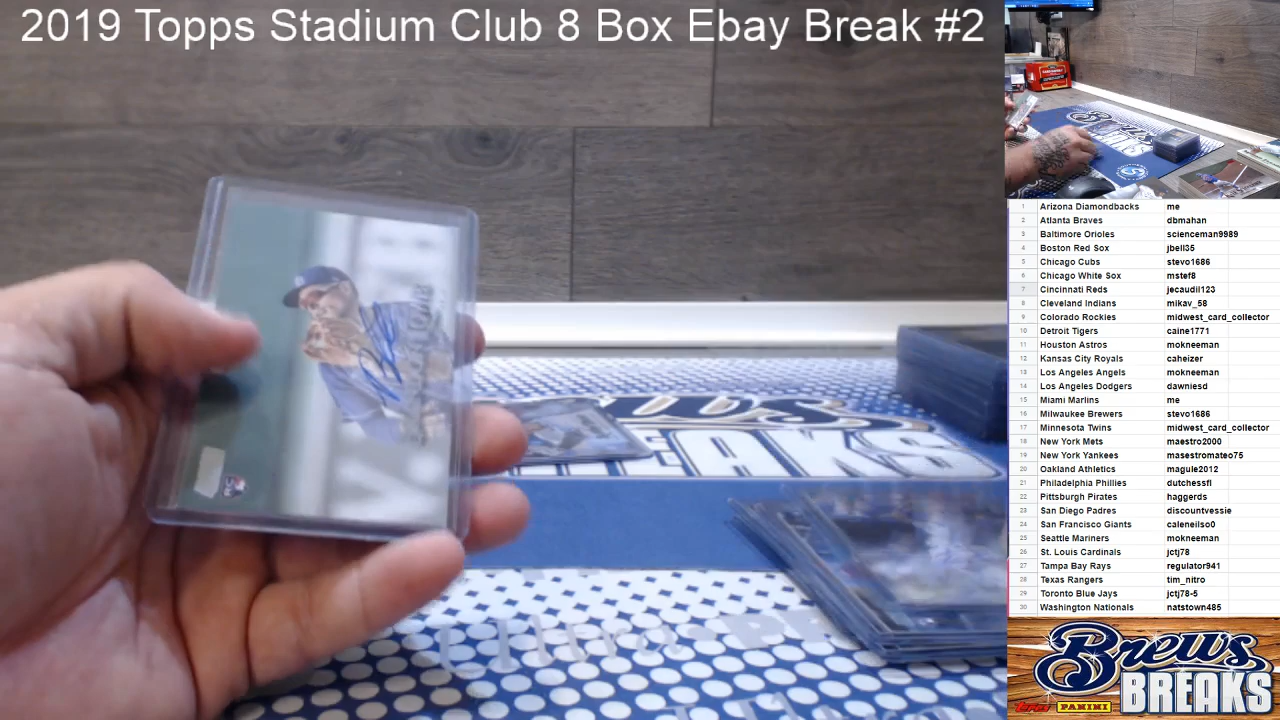 2019 Topps Stadium Club 8 Box Ebay Break #2
1 Arizona Diamondbacks me
2 Atlanta Braves dbmahan
3 Baltimore Orioles scienceman9989
4 Boston Red Sox jbell35
5 Chicago Cubs stevo1686
6 Chicago White Sox mstef8
7 Cincinnati Reds jecaudil123
8 Cleveland Indians mikav_58
9 Colorado Rockies midwest_card_collector
10 Detroit Tigers caine1771
11 Houston Astros mokneeman
12 Kansas City Royals caheizer
13 Los Angeles Angels mokneeman
14 Los Angeles Dodgers dawniesd
15 Miami Marlins me
16 Milwaukee Brewers stevo1686
17 Minnesota Twins midwest_card_collector
18 New York Mets maestro2000
19 New York Yankees masestromateo75
20 Oakland Athletics magule2012
21 Philadelphia Phillies dutchessfl
22 Pittsburgh Pirates haggerds
23 San Diego Padres discountvessie
24 San Francisco Giants caleneilso0
25 Seattle Mariners mokneeman
26 St. Louis Cardinals jctj78
27 Tampa Bay Rays regulator941
28 Texas Rangers tim_nitro
29 Toronto Blue Jays jctj78-5
30 Washington Nationals natstown485
Brews
BREAKS
Topps PANINI